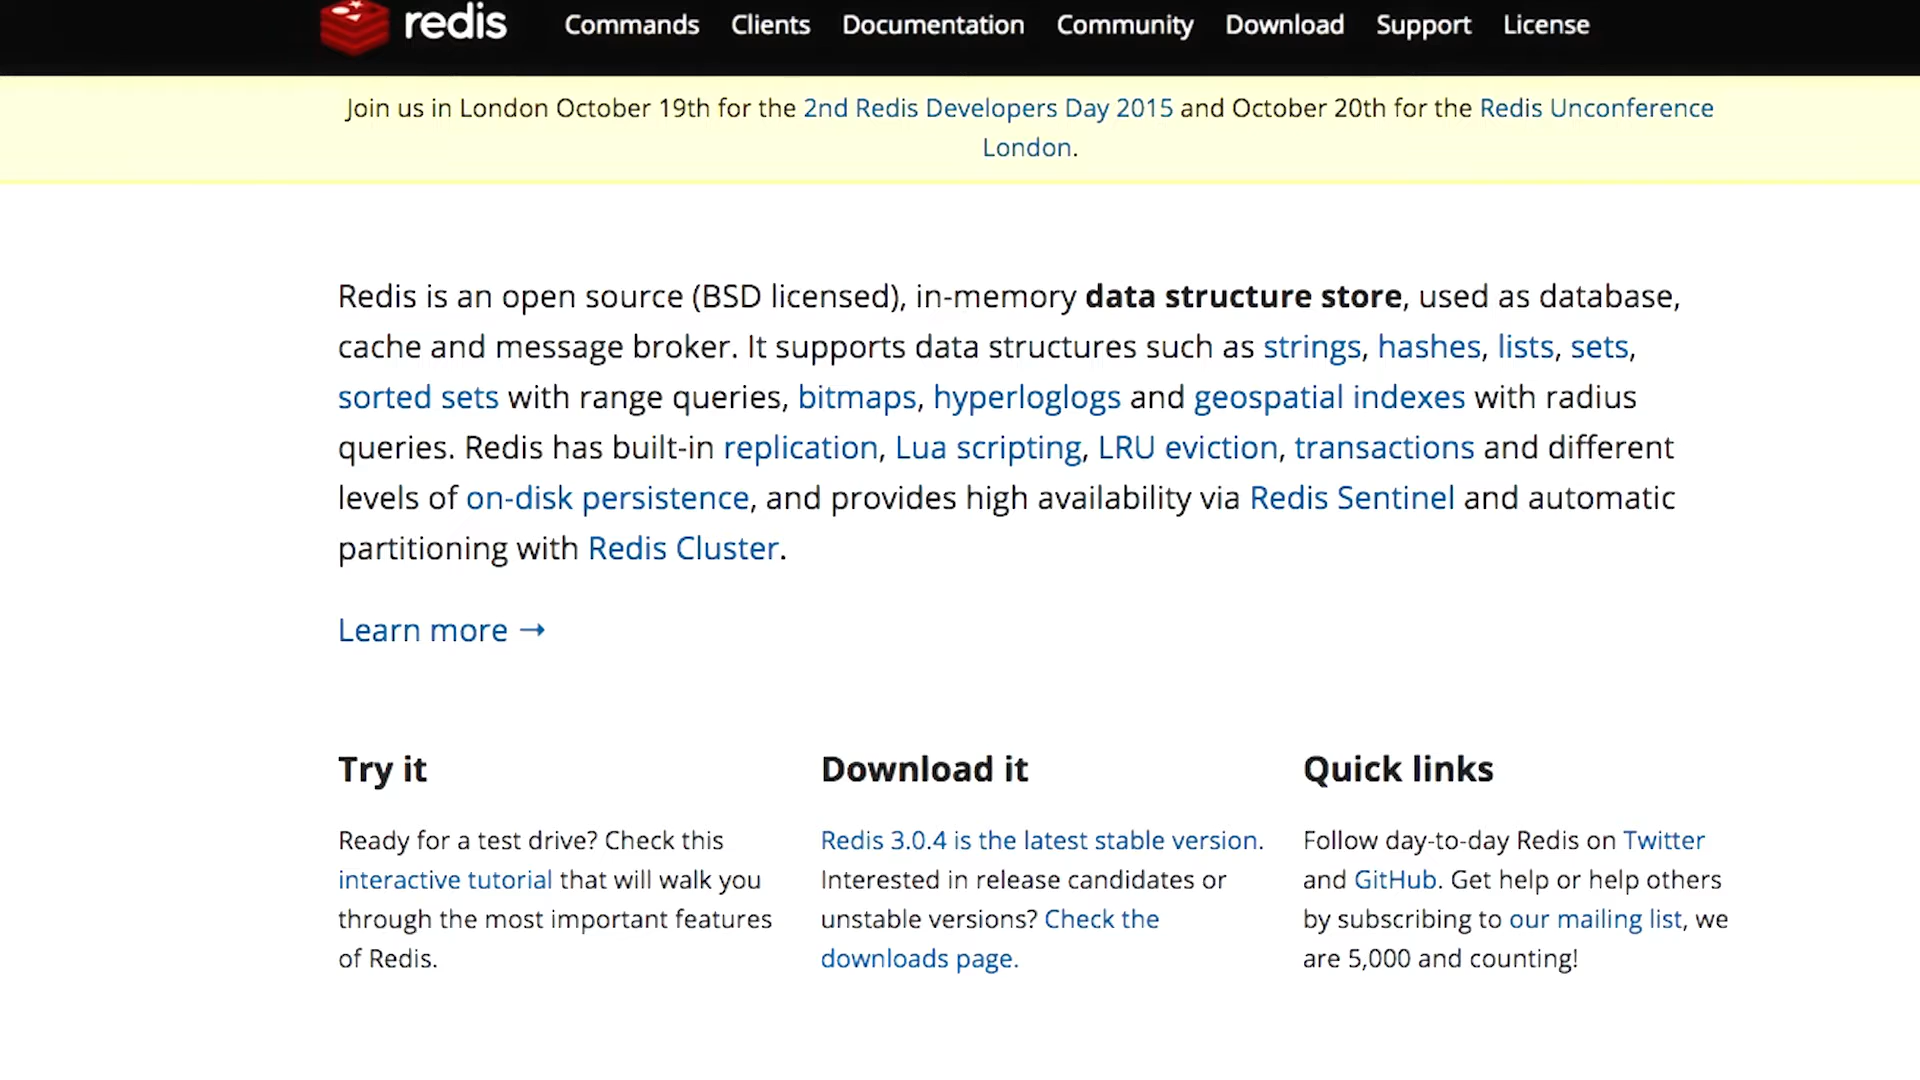 redis Commands Clients Documentation Community Download Support License
Join us in London October 19th for the 2nd Redis Developers Day 2015 and October 20th for the Redis Unconference
London.
Redis is an open source (BSD licensed), in-memory data structure store, used as database,
cache and message broker. It supports data structures such as strings, hashes, lists, sets,
sorted sets with range queries, bitmaps, hyperloglogs and geospatial indexes with radius
queries. Redis has built-in replication, Lua scripting, LRU eviction, transactions and different
levels of on-disk persistence, and provides high availability via Redis Sentinel and automatic
partitioning with Redis Cluster.
Learn more →
Try it
Ready for a test drive? Check this
interactive tutorial that will walk you
through the most important features
of Redis.
Download it
Redis 3.0.4 is the latest stable version.
Interested in release candidates or
unstable versions? Check the
downloads page.
Quick links
Follow day-to-day Redis on Twitter
and GitHub. Get help or help others
by subscribing to our mailing list, we
are 5,000 and counting!